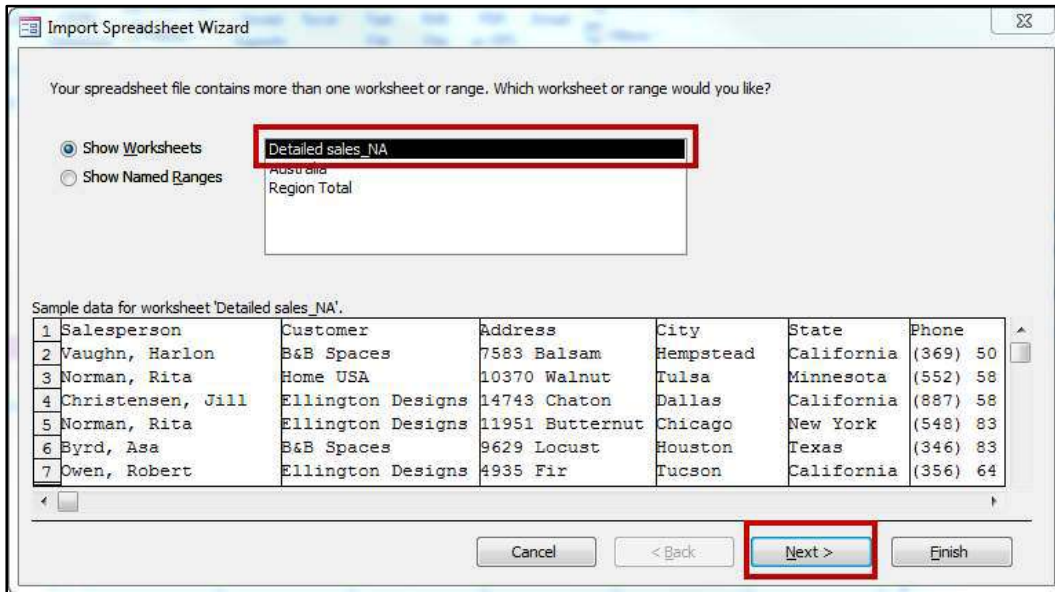 Import Spreadsheet Wizard
Your spreadsheet file contains more than one worksheet or range. Which worksheet or range would you like?
Show Worksheets
Show Named Ranges
Detailed sales_NA
Australia
Region Total
Sample data for worksheet 'Detailed sales_NA'.
1 Salesperson Customer Address City State Phone
2 Vaughn, Harlon B&B Spaces 7583 Balsam Hempstead California (369) 50
3 Norman, Rita Home USA 10370 Walnut Tulsa Minnesota (552) 58
4 Christensen, Jill Ellington Designs 14743 Chaton Dallas California (887) 58
5 Norman, Rita Ellington Designs 11951 Butternut Chicago New York (548) 83
6 Byrd, Asa B&B Spaces 9629 Locust Houston Texas (346) 83
7 Owen, Robert Ellington Designs 4935 Fir Tucson California (356) 64
Cancel < Back Next > Finish